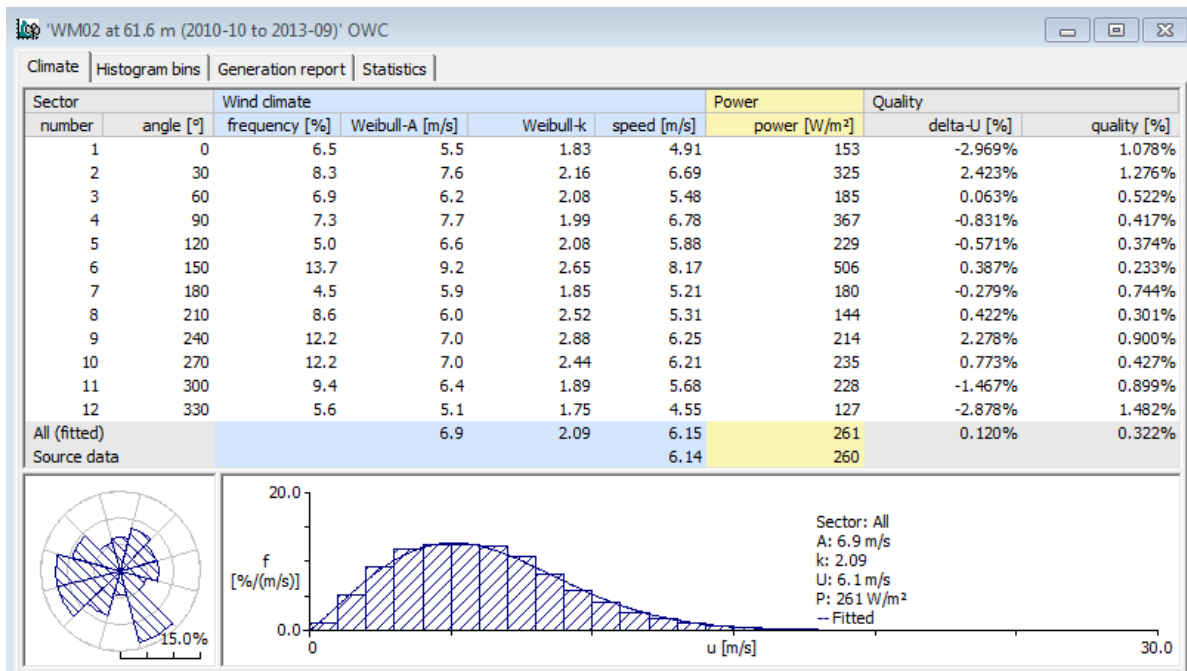 'WM02 at 61.6 m (2010-10 to 2013-09)' OWC
Climate Histogram bins Generation report Statistics
Sector Wind climate Power Quality
number angle [°] frequency [%] Weibull-A [m/s] Weibull-k speed [m/s] power [W/m²] delta-U [%] quality [%]
1 0 6.5 5.5 1.83 4.91 153 -2.969% 1.078%
2 30 8.3 7.6 2.16 6.69 325 2.423% 1.276%
3 60 6.9 6.2 2.08 5.48 185 0.063% 0.522%
4 90 7.3 7.7 1.99 6.78 367 -0.831% 0.417%
5 120 5.0 6.6 2.08 5.88 229 -0.571% 0.374%
6 150 13.7 9.2 2.65 8.17 506 0.387% 0.233%
7 180 4.5 5.9 1.85 5.21 180 -0.279% 0.744%
8 210 8.6 6.0 2.52 5.31 144 0.422% 0.301%
9 240 12.2 7.0 2.88 6.25 214 2.278% 0.900%
10 270 12.2 7.0 2.44 6.21 235 0.773% 0.427%
11 300 9.4 6.4 1.89 5.68 228 -1.467% 0.899%
12 330 5.6 5.1 1.75 4.55 127 -2.878% 1.482%
All (fitted) 6.9 2.09 6.15 261 0.120% 0.322%
Source data 6.14 260
15.0%
20.0
f
[%/(m/s)]
0.0
0
u [m/s]
30.0
Sector: All
A: 6.9 m/s
k: 2.09
U: 6.1 m/s
P: 261 W/m²
Fitted